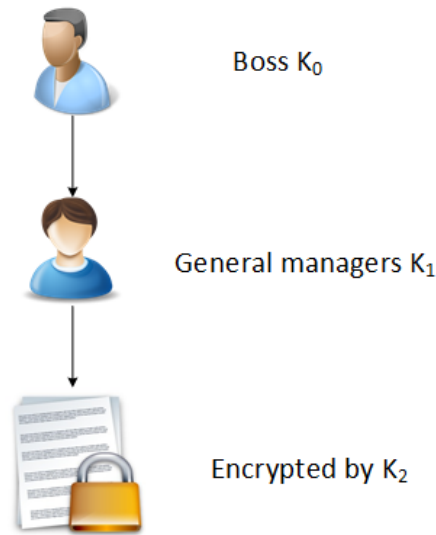 Boss K₀
General managers K₁
Encrypted by K₂